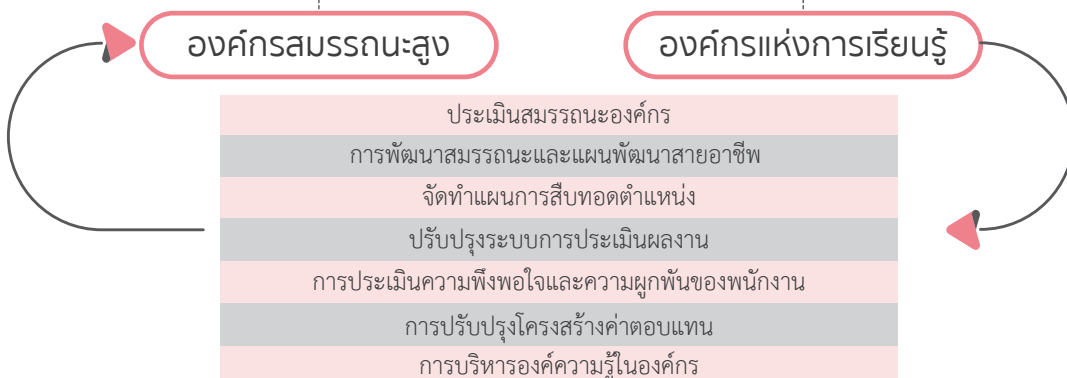 องค์กรสมรรถนะสูง
องค์กรแห่งการเรียนรู้
ประเมินสมรรถนะองค์กร
การพัฒนาสมรรถนะและแผนพัฒนาสายอาชีพ
จัดทำแผนการสืบทอดตำแหน่ง
ปรับปรุงระบบการประเมินผลงาน
การประเมินความพึงพอใจและความผูกพันของพนักงาน
การปรับปรุงโครงสร้างค่าตอบแทน
การบริหารองค์ความรู้ในองค์กร